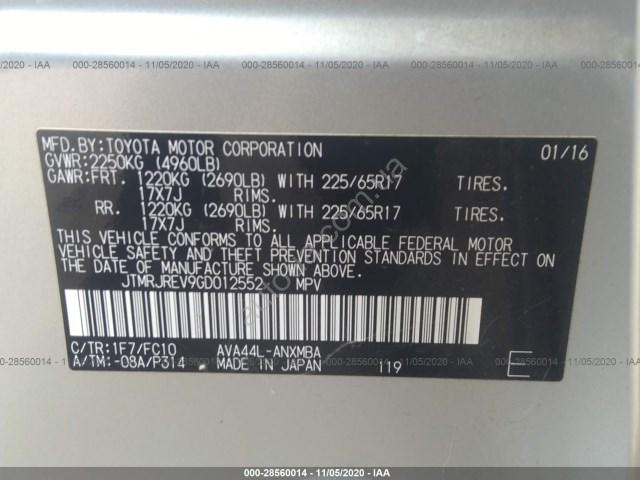 000-28560014 - 11/05/2020 - IAA
MFD.BY:TOYOTA MOTOR CORPORATION 01/16
GVWR:2250KG (4960LB)
GAWR:FRT. 1220KG (2690LB) WITH 225/65R17 TIRES.
17X7J RIMS.
RR. 1220KG (2690LB) WITH 225/65R17 TIRES.
17X7J RIMS.
THIS VEHICLE CONFORMS TO ALL APPLICABLE FEDERAL MOTOR
VEHICLE SAFETY AND THEFT PREVENTION STANDARDS IN EFFECT ON
THE DATE OF MANUFACTURE SHOWN ABOVE.
JTMRJREV9GD012552 MPV
C/TR:1F7/FC10 AVA44L-ANXMBA
A/TM:-08A/P314 MADE IN JAPAN 119 E
000-28560014 - 11/05/2020 - IAA